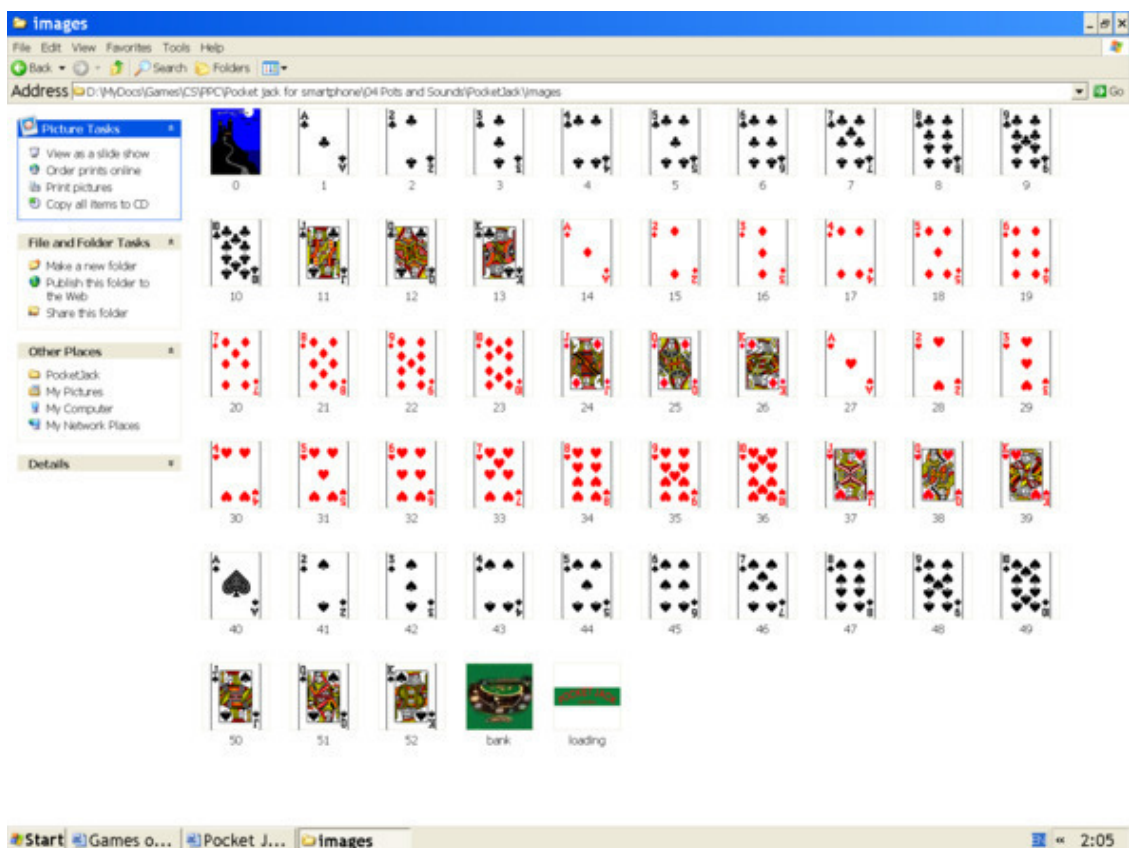 images
File Edit View Favorites Tools Help
Back Search Folders
Address D:\MyDocs\Games\CS\PPC\Pocket jack for smartphone\04 Pots and Sounds\PocketJack\Images Go
Picture Tasks
View as a slide show
Order prints online
Print pictures
Copy all items to CD
File and Folder Tasks
Make a new folder
Publish this folder to
the Web
Share this folder
Other Places
PocketJack
My Pictures
My Computer
My Network Places
Details
0 1 2 3 4 5 6 7 8 9
10 11 12 13 14 15 16 17 18 19
20 21 22 23 24 25 26 27 28 29
30 31 32 33 34 35 36 37 38 39
40 41 42 43 44 45 46 47 48 49
50 51 52 bank loading
Start Games o... Pocket J... images EN « 2:05